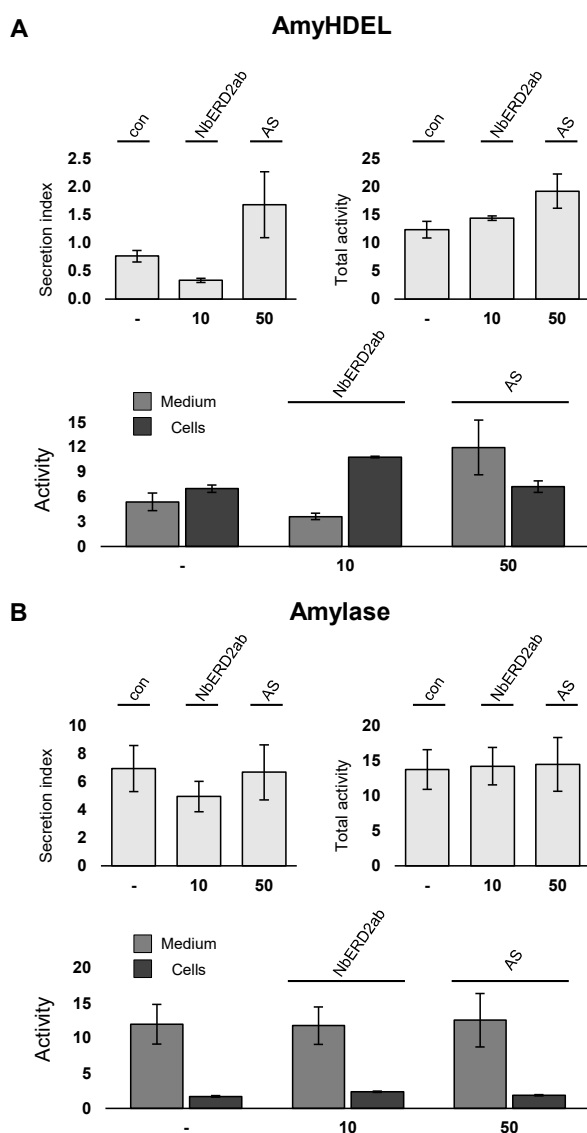 A
AmyHDEL
con
NbERD2ab
AS
con
NbERD2ab
AS
Secretion index
2.5
2.0
1.5
1.0
0.5
0.0
- 10 50
Total activity
25
20
15
10
5
0
- 10 50
NbERD2ab
AS
Medium
Cells
Activity
15
12
9
6
3
0
- 10 50
B
Amylase
con
NbERD2ab
AS
con
NbERD2ab
AS
Secretion index
10
8
6
4
2
0
- 10 50
Total activity
20
15
10
5
0
- 10 50
NbERD2ab
AS
Medium
Cells
Activity
20
15
10
5
0
- 10 50